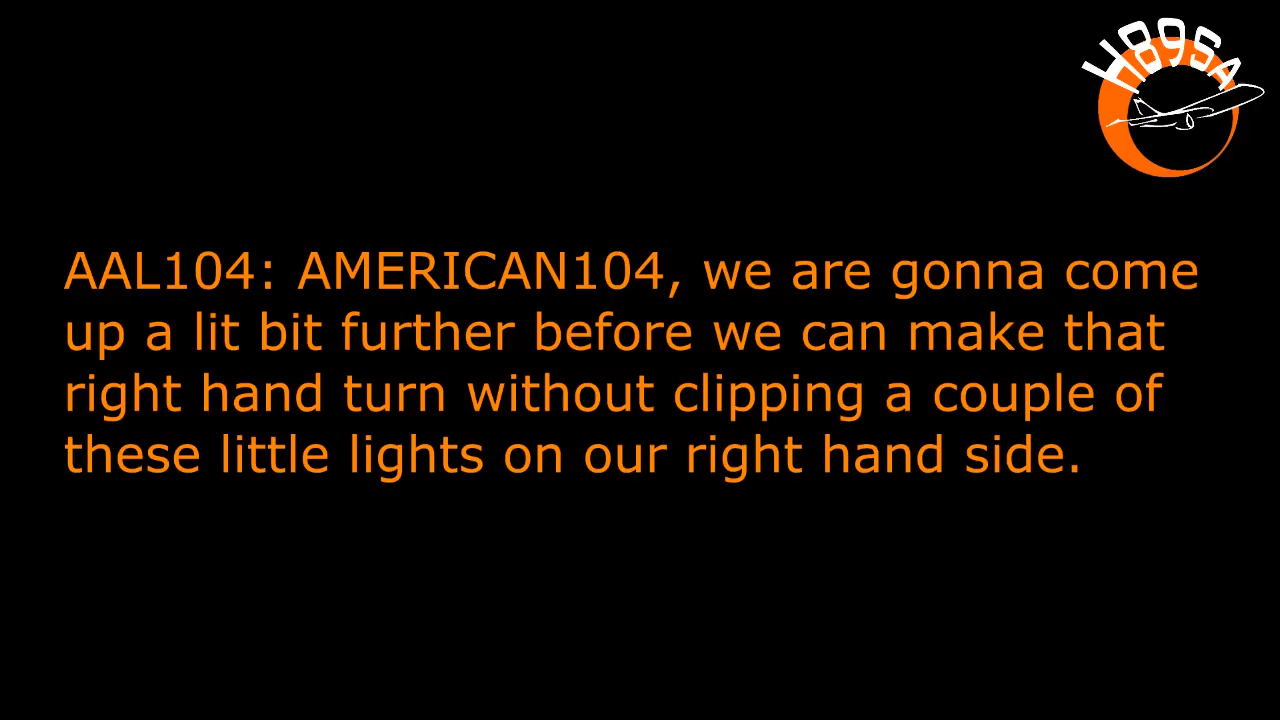 H89SA
AAL104: AMERICAN104, we are gonna come
up a lit bit further before we can make that
right hand turn without clipping a couple of
these little lights on our right hand side.